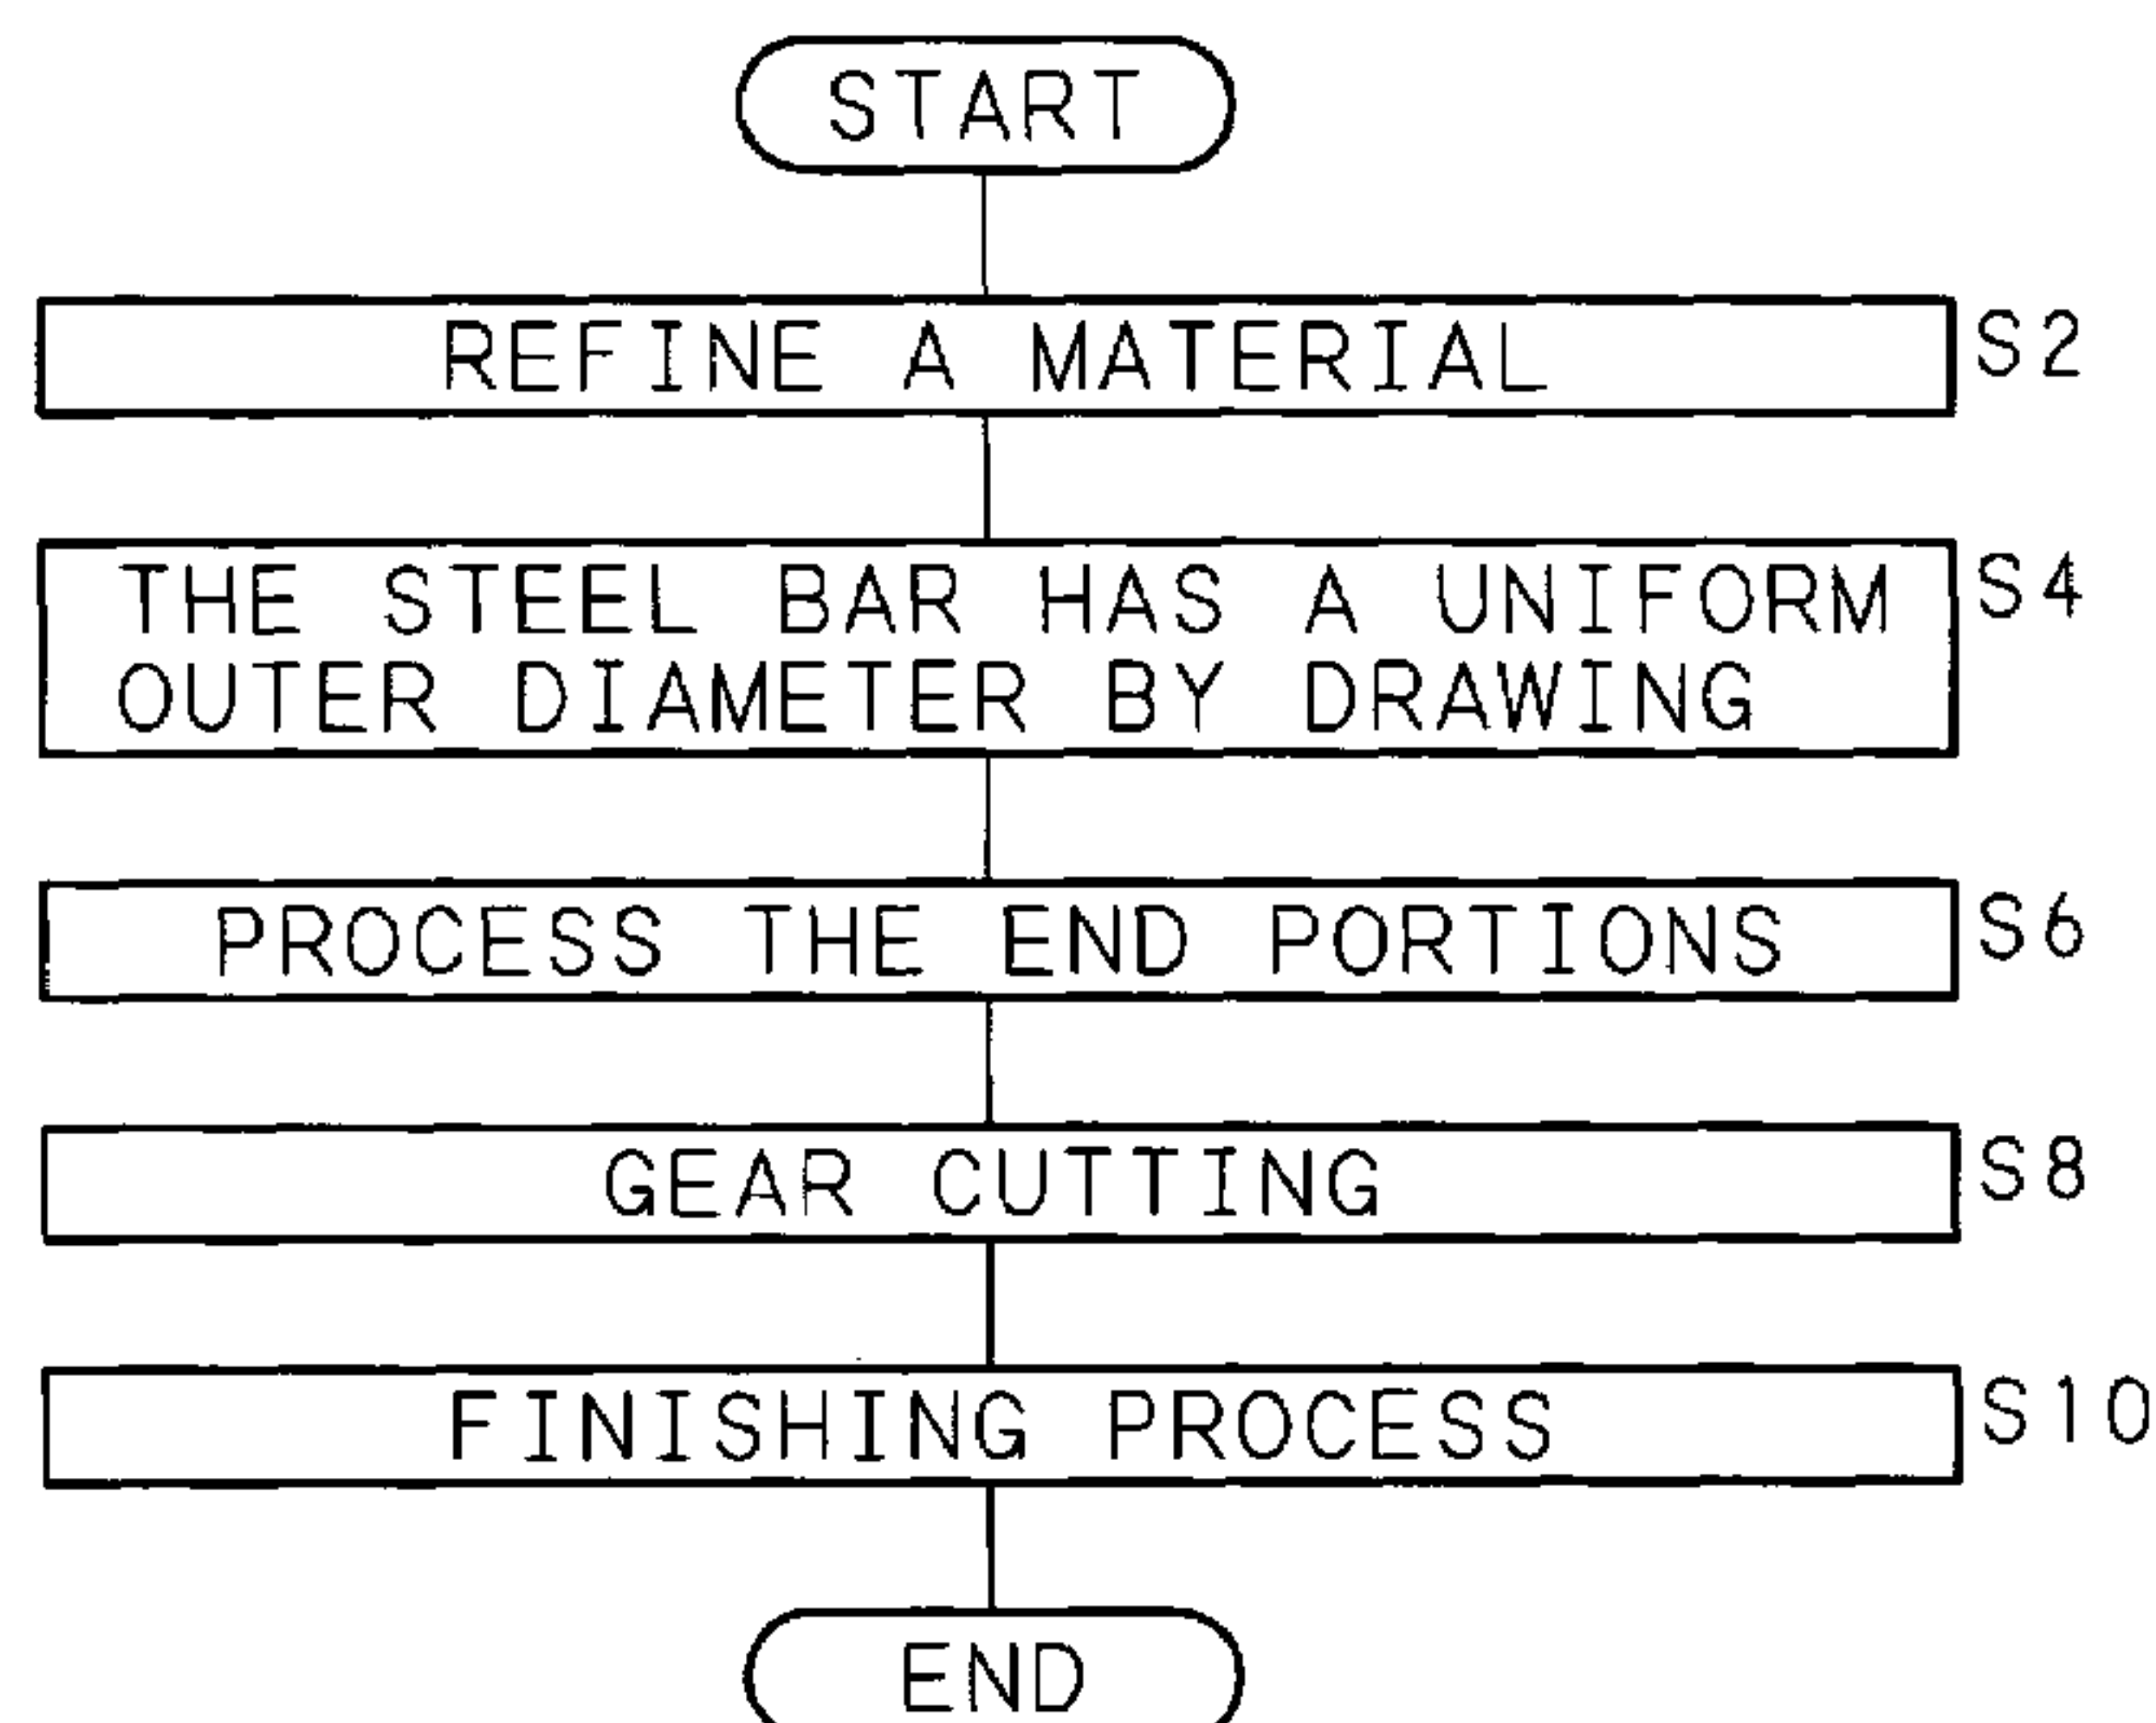 START
REFINE A MATERIAL S2
THE STEEL BAR HAS A UNIFORM S4
OUTER DIAMETER BY DRAWING
PROCESS THE END PORTIONS S6
GEAR CUTTING S8
FINISHING PROCESS S10
END